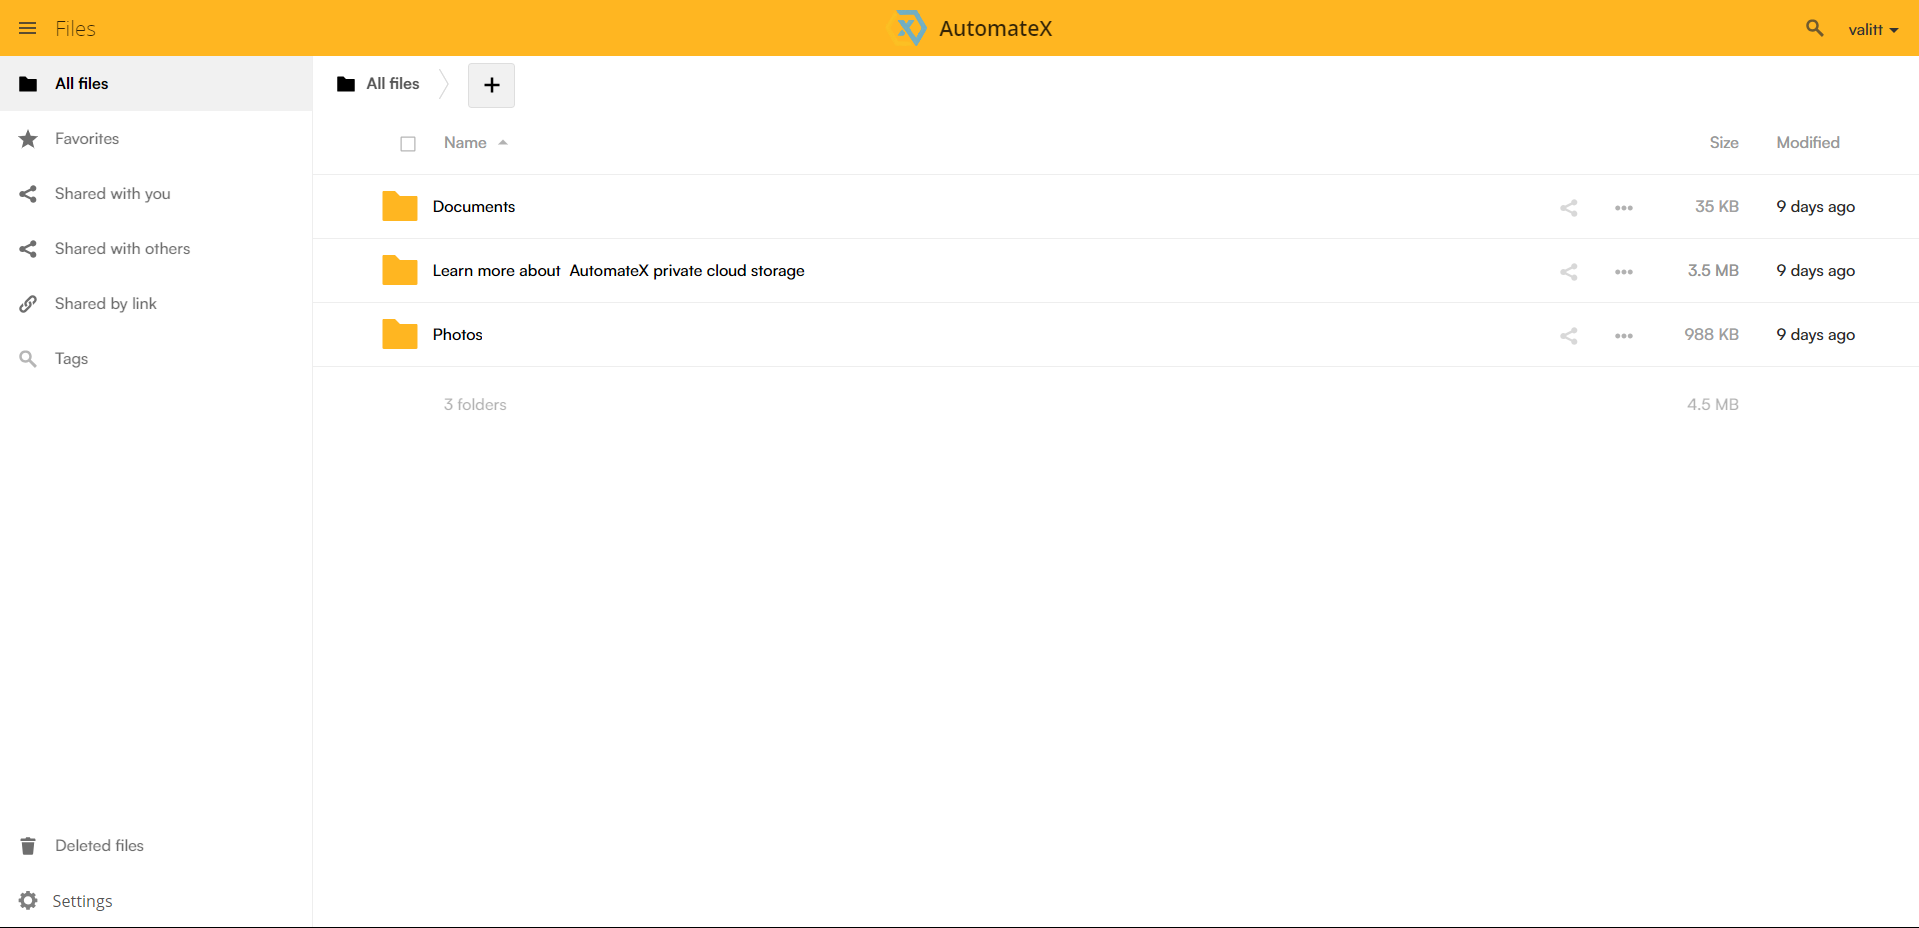 Files
AutomateX
valitt
All files
Favorites
Shared with you
Shared with others
Shared by link
Tags
Deleted files
Settings
All files
+
Name Size Modified
Documents 35 KB 9 days ago
Learn more about  AutomateX private cloud storage 3.5 MB 9 days ago
Photos 988 KB 9 days ago
3 folders 4.5 MB